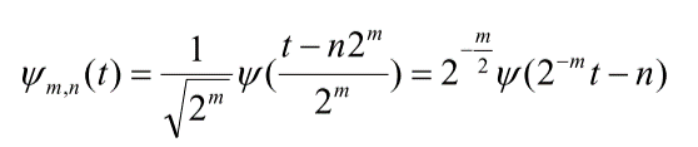 ψ_{m,n}(t) = \frac{1}{\sqrt{2^m}} ψ(\frac{t - n2^m}{2^m}) = 2^{-\frac{m}{2}} ψ(2^{-m} t - n)